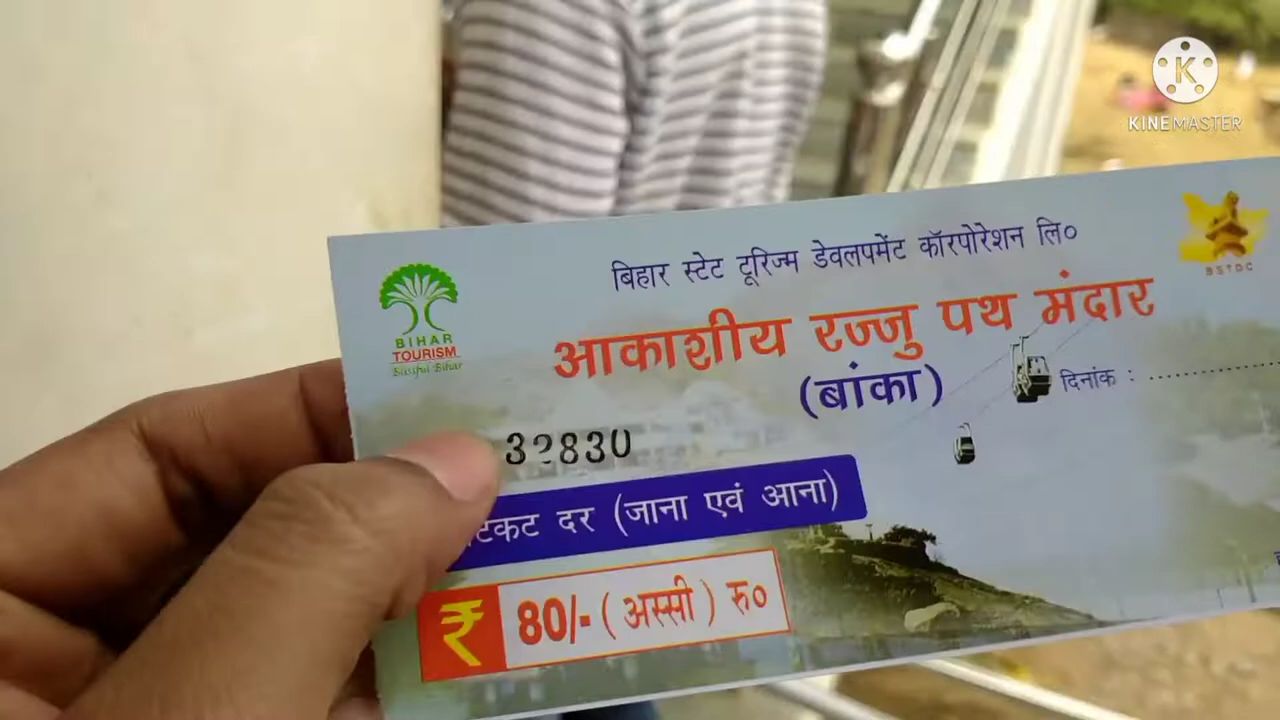 KINEMASTER
बिहार स्टेट टूरिज्म डेवलपमेंट कॉरपोरेशन लि०
BSTDC
BIHAR
TOURISM
Blissful Bihar
आकाशीय रज्जु पथ मंदार
(बांका)
दिनांक : ....................
32830
टिकट दर (जाना एवं आना)
₹ 80/- (अस्सी) रु०